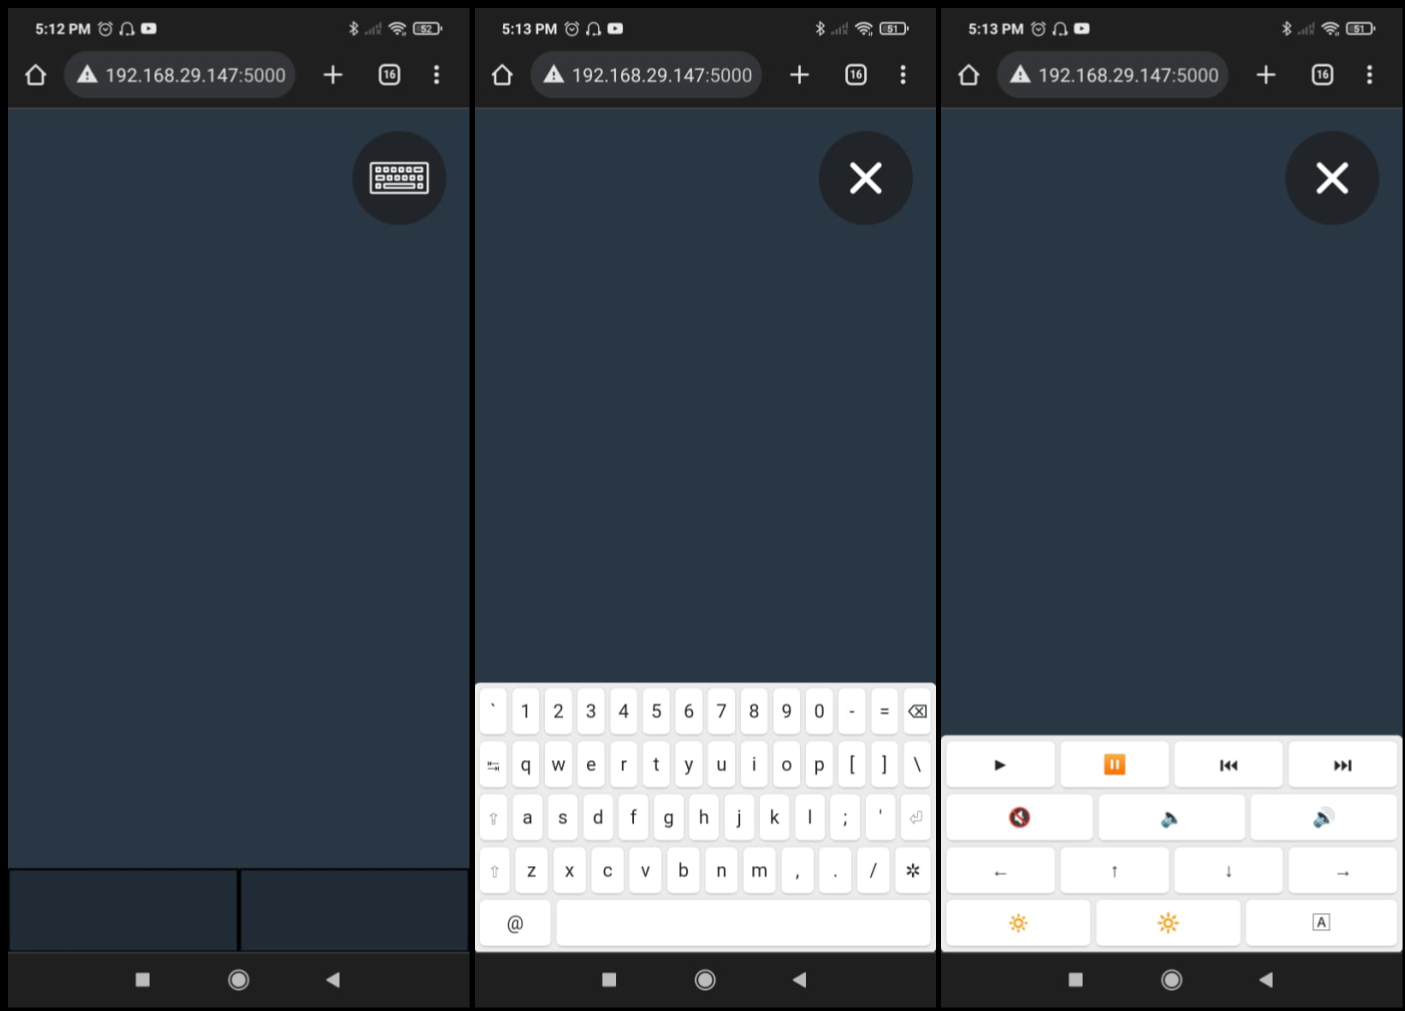 5:12 PM 52
192.168.29.147:5000 16
5:13 PM 51
192.168.29.147:5000 16
` 1 2 3 4 5 6 7 8 9 0 - =
q w e r t y u i o p [ ] \
a s d f g h j k l ; '
z x c v b n m , . / ✲
@
5:13 PM 51
192.168.29.147:5000 16
← ↑ ↓ →
A